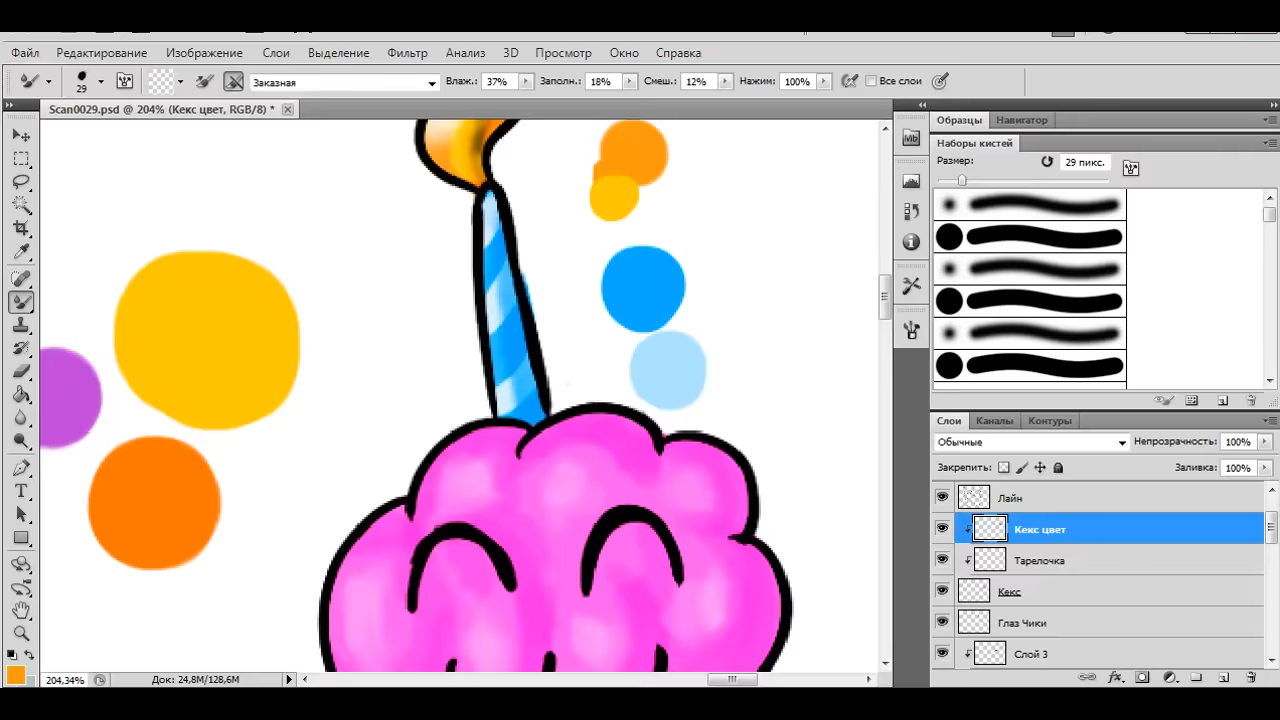 Файл Редактирование Изображение Слои Выделение Фильтр Анализ 3D Просмотр Окно Справка
29 Заказная Влаж.: 37% Заполн.: 18% Смеш.: 12% Нажим: 100% Все слои
Scan0029.psd @ 204% (Кекс цвет, RGB/8) *
Образцы Навигатор
Наборы кистей
Размер: 29 пикс.
Mb
Слои Каналы Контуры
Обычные Непрозрачность: 100%
Закрепить: Заливка: 100%
Лайн
Кекс цвет
Тарелочка
Кекс
Глаз Чики
Слой 3
204,34% Док: 24,8M/128,6M